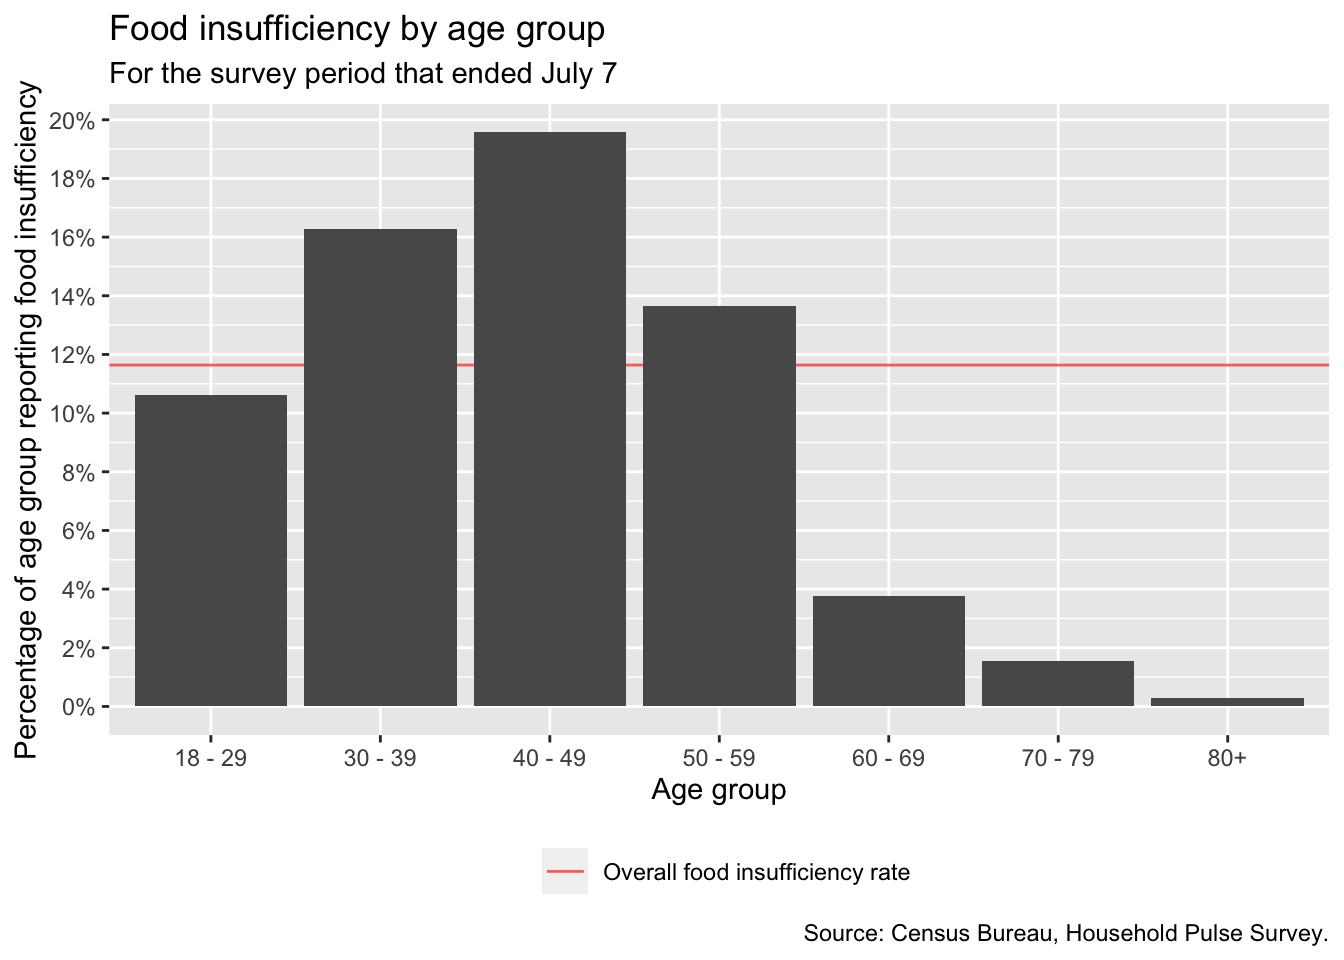 Food insufficiency by age group
For the survey period that ended July 7
Percentage of age group reporting food insufficiency
20%
18%
16%
14%
12%
10%
8%
6%
4%
2%
0%
18 - 29
30 - 39
40 - 49
50 - 59
60 - 69
70 - 79
80+
Age group
Overall food insufficiency rate
Source: Census Bureau, Household Pulse Survey.